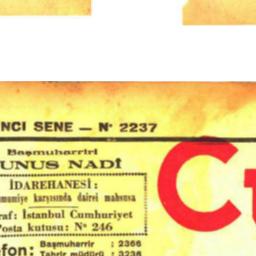 NCI SENE — Nº 2237
Başmuharriri
UNUS NADİ
İDAREHANESİ:
umumiye karşısında dairei mahsusa
raf: İstanbul Cumhuriyet
Posta kutusu: Nº 246
efon: Başmuharrir : 2366
Tahrir müdürü : 3236
Cu